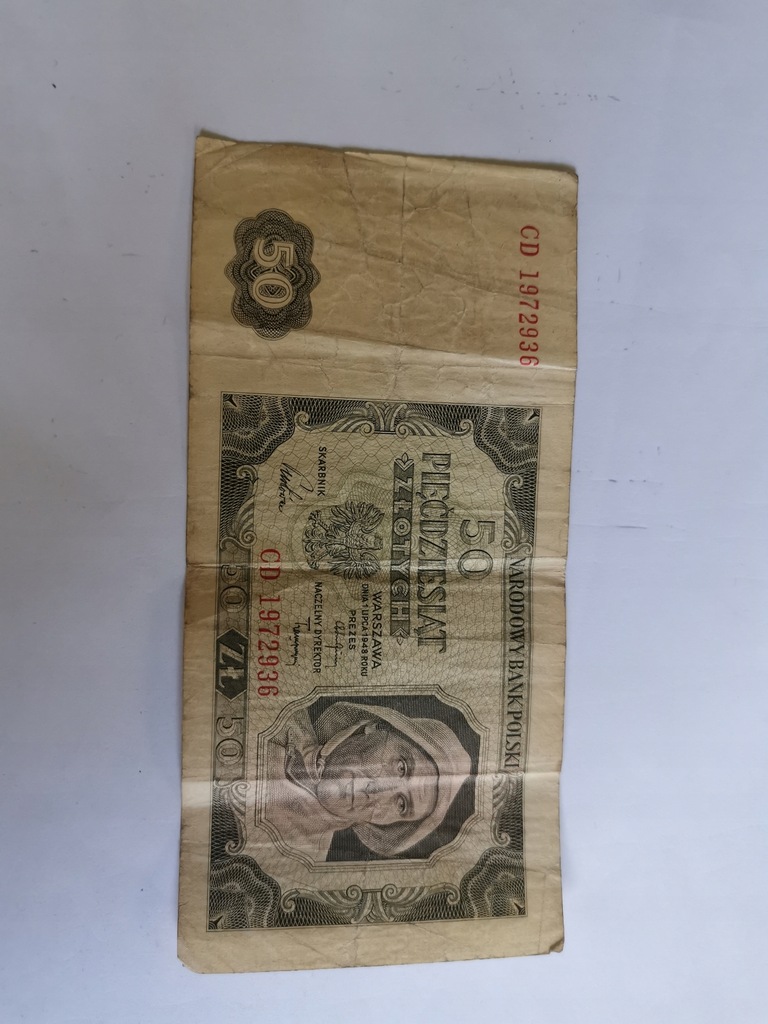 CD 1972936
50
NARODOWY BANK POLSKI
50
PIĘĆDZIESIĄT
ZŁOTYCH
WARSZAWA
DNIA 1 LIPCA 1948 ROKU
PREZES
SKARBNIK
NACZELNY DYREKTOR
CD 1972936
50 ZŁ 50